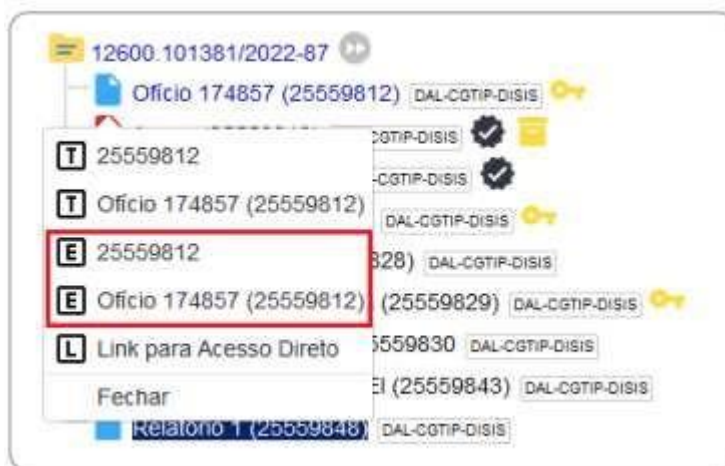 12600.101381/2022-87
Ofício 174857 (25559812) DAL-CGTIP-DISIS
CGTIP-DISIS
T 25559812
-CGTIP-DISIS
T Ofício 174857 (25559812) DAL-CGTIP-DISIS
E 25559812 328) DAL-CGTIP-DISIS
E Ofício 174857 (25559812) (25559829) DAL-CGTIP-DISIS
L Link para Acesso Direto 5559830 DAL-CGTIP-DISIS
Fechar EI (25559843) DAL-CGTIP-DISIS
Relatório 1 (25559848) DAL-CGTIP-DISIS